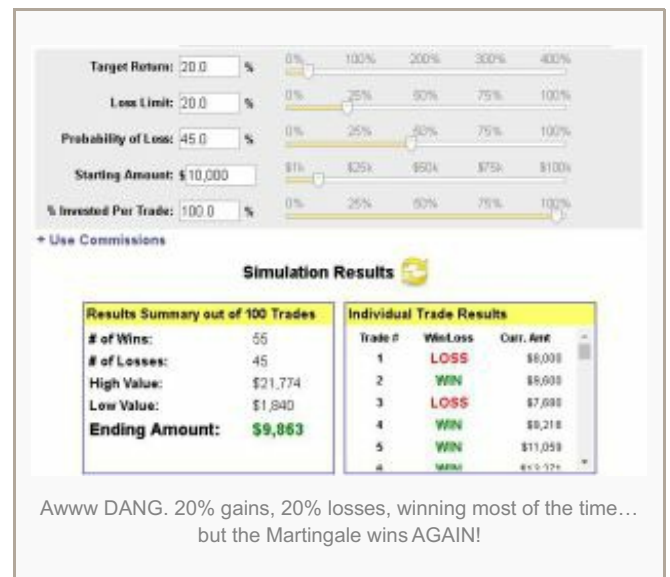 Target Return: 20.0 % 0% 100% 200% 300% 400%
Loss Limit: 20.0 % 0% 25% 50% 75% 100%
Probability of Loss: 45.0 % 0% 25% 50% 75% 100%
Starting Amount: $ 10,000 $1k $25k $50k $75k $100k
% Invested Per Trade: 100.0 % 0% 25% 50% 75% 100%
+ Use Commissions
Simulation Results
Results Summary out of 100 Trades
# of Wins: 55
# of Losses: 45
High Value: $21,774
Low Value: $1,840
Ending Amount: $9,863
Individual Trade Results
Trade # Win/Loss Curr. Amt
1 LOSS $8,000
2 WIN $9,600
3 LOSS $7,680
4 WIN $9,216
5 WIN $11,059
WIN
Awww DANG. 20% gains, 20% losses, winning most of the time…
but the Martingale wins AGAIN!